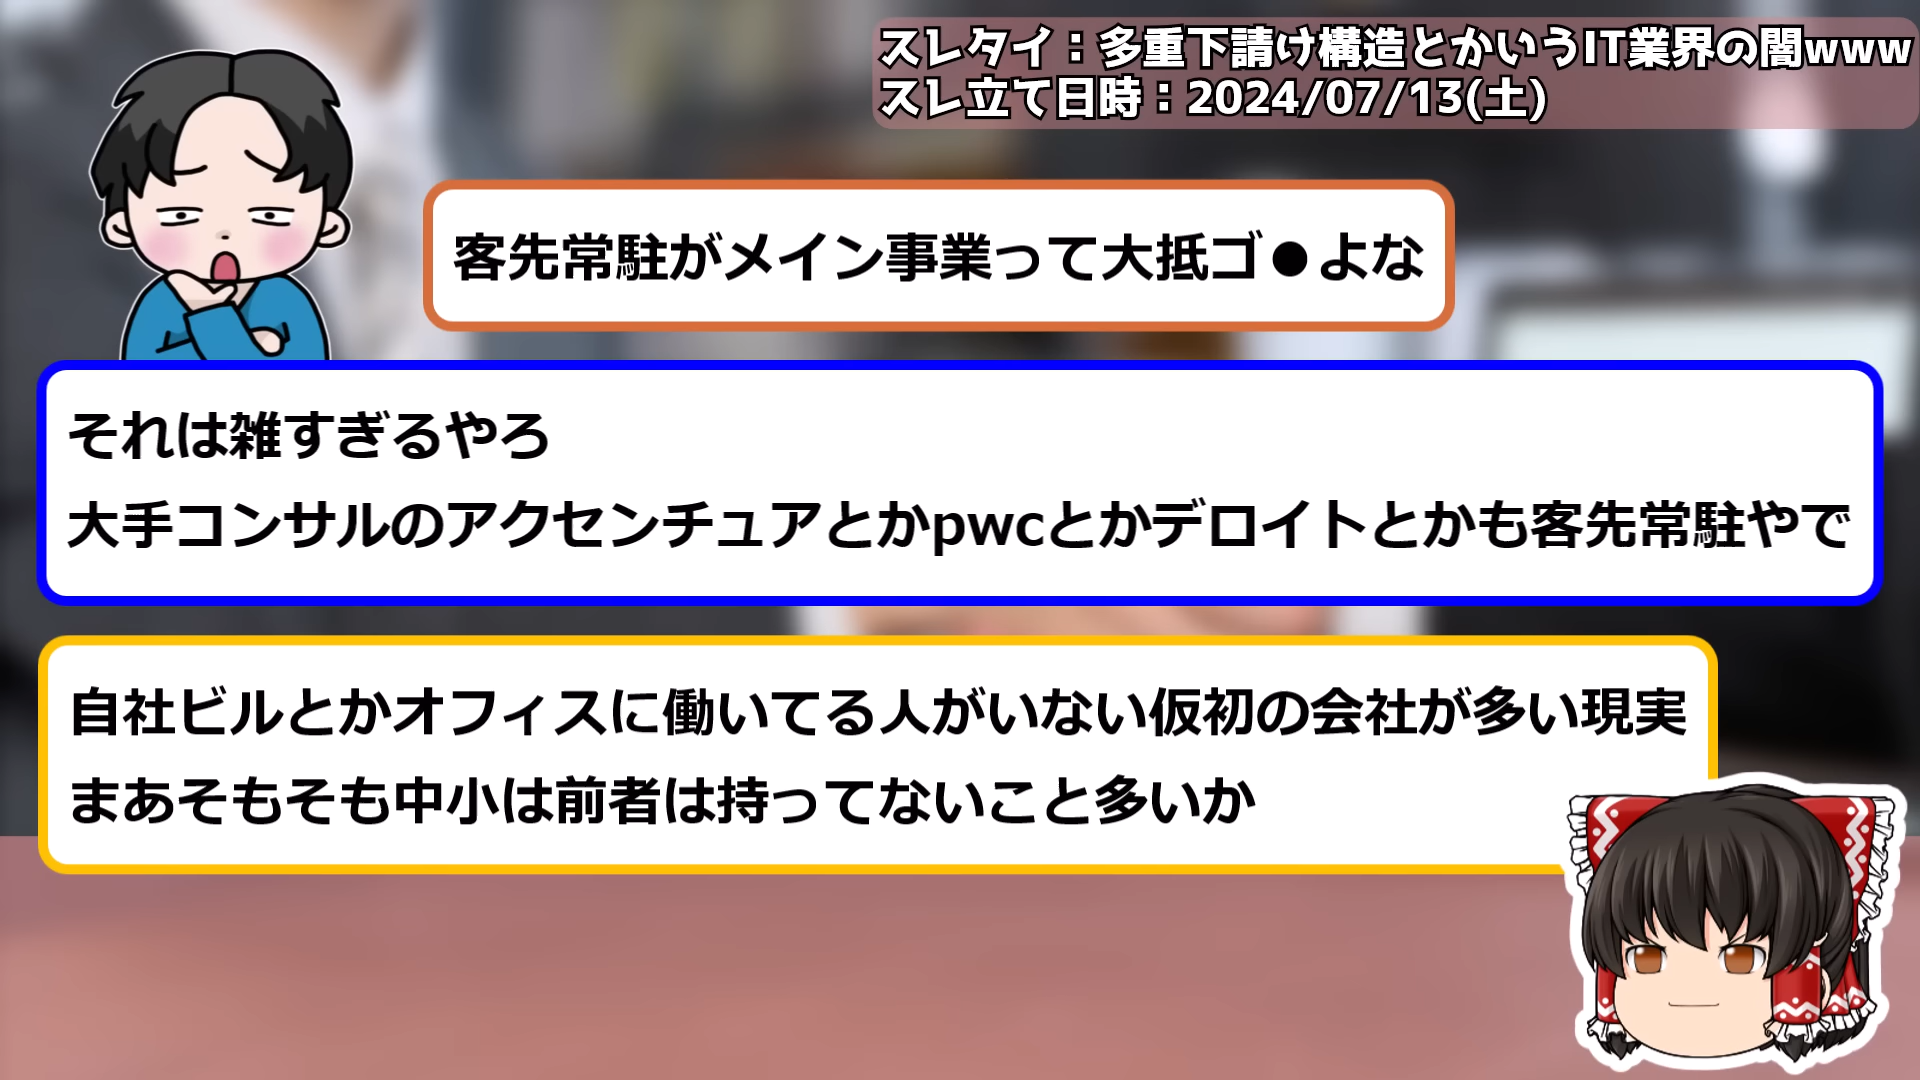 スレタイ：多重下請け構造とかいうIT業界の闇www
スレ立て日時：2024/07/13(土)
客先常駐がメイン事業って大抵ゴ●よな
それは雑すぎるやろ
大手コンサルのアクセンチュアとかpwcとかデロイトとかも客先常駐やで
自社ビルとかオフィスに働いてる人がいない仮初の会社が多い現実
まあそもそも中小は前者は持ってないこと多いか